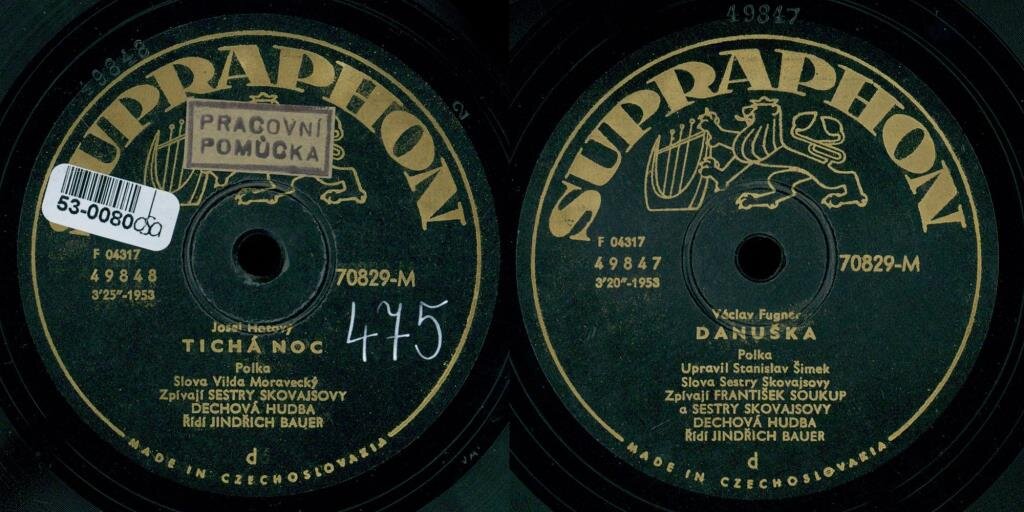 49848
SUPRAPHON
PRACOVNÍ
POMŮCKA
53-0080
F 04317
49848
3'25"-1953
70829-M
475
Josef Hotový
TICHÁ NOC
Polka
Slova Vilda Moravecký
Zpívají SESTRY SKOVAJSOVY
DECHOVÁ HUDBA
Řídí JINDŘICH BAUER
d
MADE IN CZECHOSLOVAKIA
49847
SUPRAPHON
F 04317
49847
3'20"-1953
70829-M
Václav Fugner
DANUŠKA
Polka
Upravil Stanislav Šimek
Slova Sestry Skovajsovy
Zpívají FRANTIŠEK SOUKUP
a SESTRY SKOVAJSOVY
DECHOVÁ HUDBA
Řídí JINDŘICH BAUER
d
MADE IN CZECHOSLOVAKIA